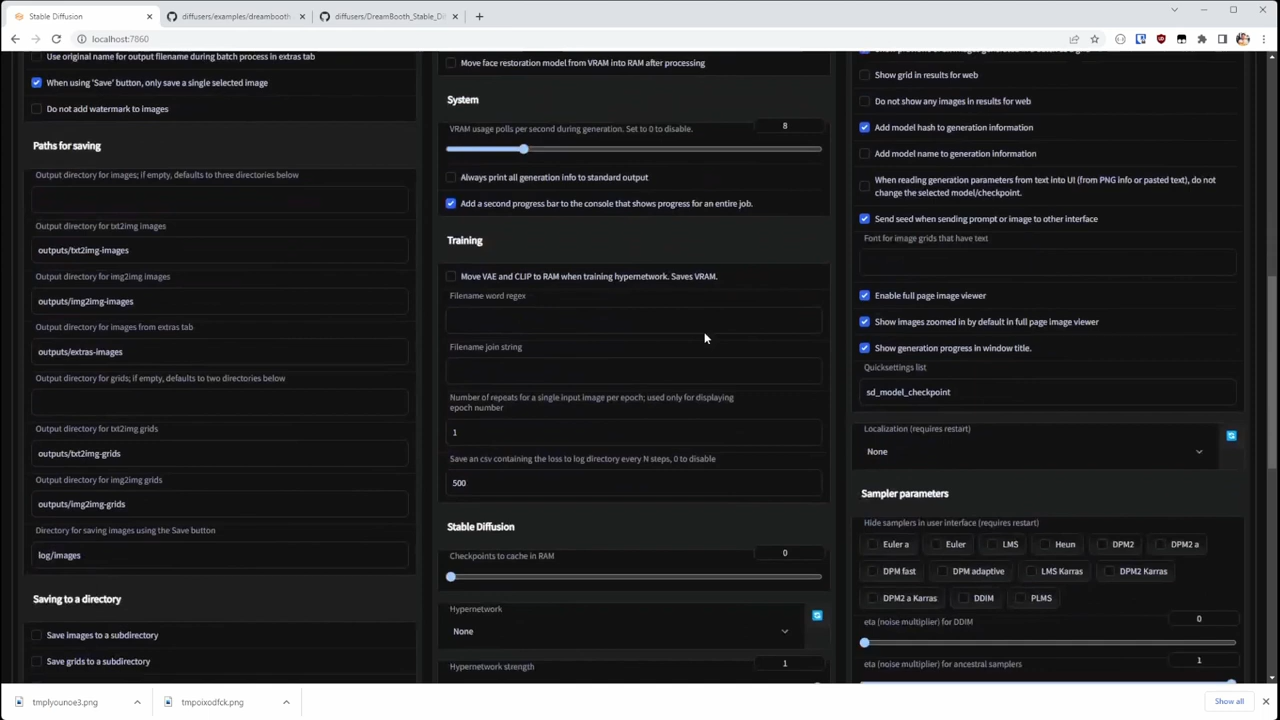 Stable Diffusion
diffusers/examples/dreambooth
diffusers/DreamBooth_Stable_Di
localhost:7860
Use original name for output filename during batch process in extras tab
When using 'Save' button, only save a single selected image
Do not add watermark to images
Paths for saving
Output directory for images; if empty, defaults to three directories below
Output directory for txt2img images
outputs/txt2img-images
Output directory for img2img images
outputs/img2img-images
Output directory for images from extras tab
outputs/extras-images
Output directory for grids; if empty, defaults to two directories below
Output directory for txt2img grids
outputs/txt2img-grids
Output directory for img2img grids
outputs/img2img-grids
Directory for saving images using the Save button
log/images
Saving to a directory
Save images to a subdirectory
Save grids to a subdirectory
Move face restoration model from VRAM into RAM after processing
System
VRAM usage polls per second during generation. Set to 0 to disable.
8
Always print all generation info to standard output
Add a second progress bar to the console that shows progress for an entire job.
Training
Move VAE and CLIP to RAM when training hypernetwork. Saves VRAM.
Filename word regex
Filename join string
Number of repeats for a single input image per epoch; used only for displaying
epoch number
1
Save an csv containing the loss to log directory every N steps, 0 to disable
500
Stable Diffusion
Checkpoints to cache in RAM
0
Hypernetwork
None
Hypernetwork strength
1
Show grid in results for web
Do not show any images in results for web
Add model hash to generation information
Add model name to generation information
When reading generation parameters from text into UI (from PNG info or pasted text), do not
change the selected model/checkpoint.
Send seed when sending prompt or image to other interface
Font for image grids that have text
Enable full page image viewer
Show images zoomed in by default in full page image viewer
Show generation progress in window title.
Quicksettings list
sd_model_checkpoint
Localization (requires restart)
None
Sampler parameters
Hide samplers in user interface (requires restart)
Euler a
Euler
LMS
Heun
DPM2
DPM2 a
DPM fast
DPM adaptive
LMS Karras
DPM2 Karras
DPM2 a Karras
DDIM
PLMS
eta (noise multiplier) for DDIM
0
eta (noise multiplier) for ancestral samplers
1
tmplyounoe3.png
tmpoixodfck.png
Show all